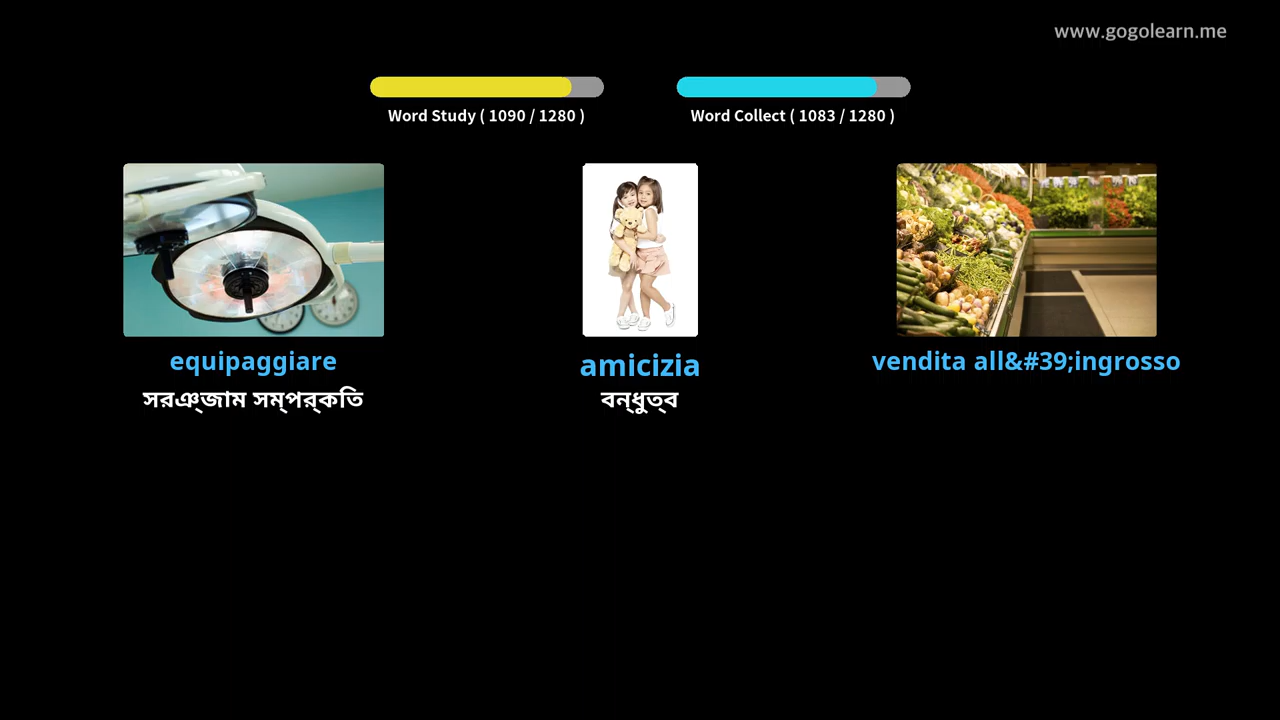 www.gogolearn.me
Word Study ( 1090 / 1280 )
Word Collect ( 1083 / 1280 )
equipaggiare
amicizia
vendita all&#39;ingrosso
সরঞ্জাম সম্পর্কিত
বন্ধুত্ব